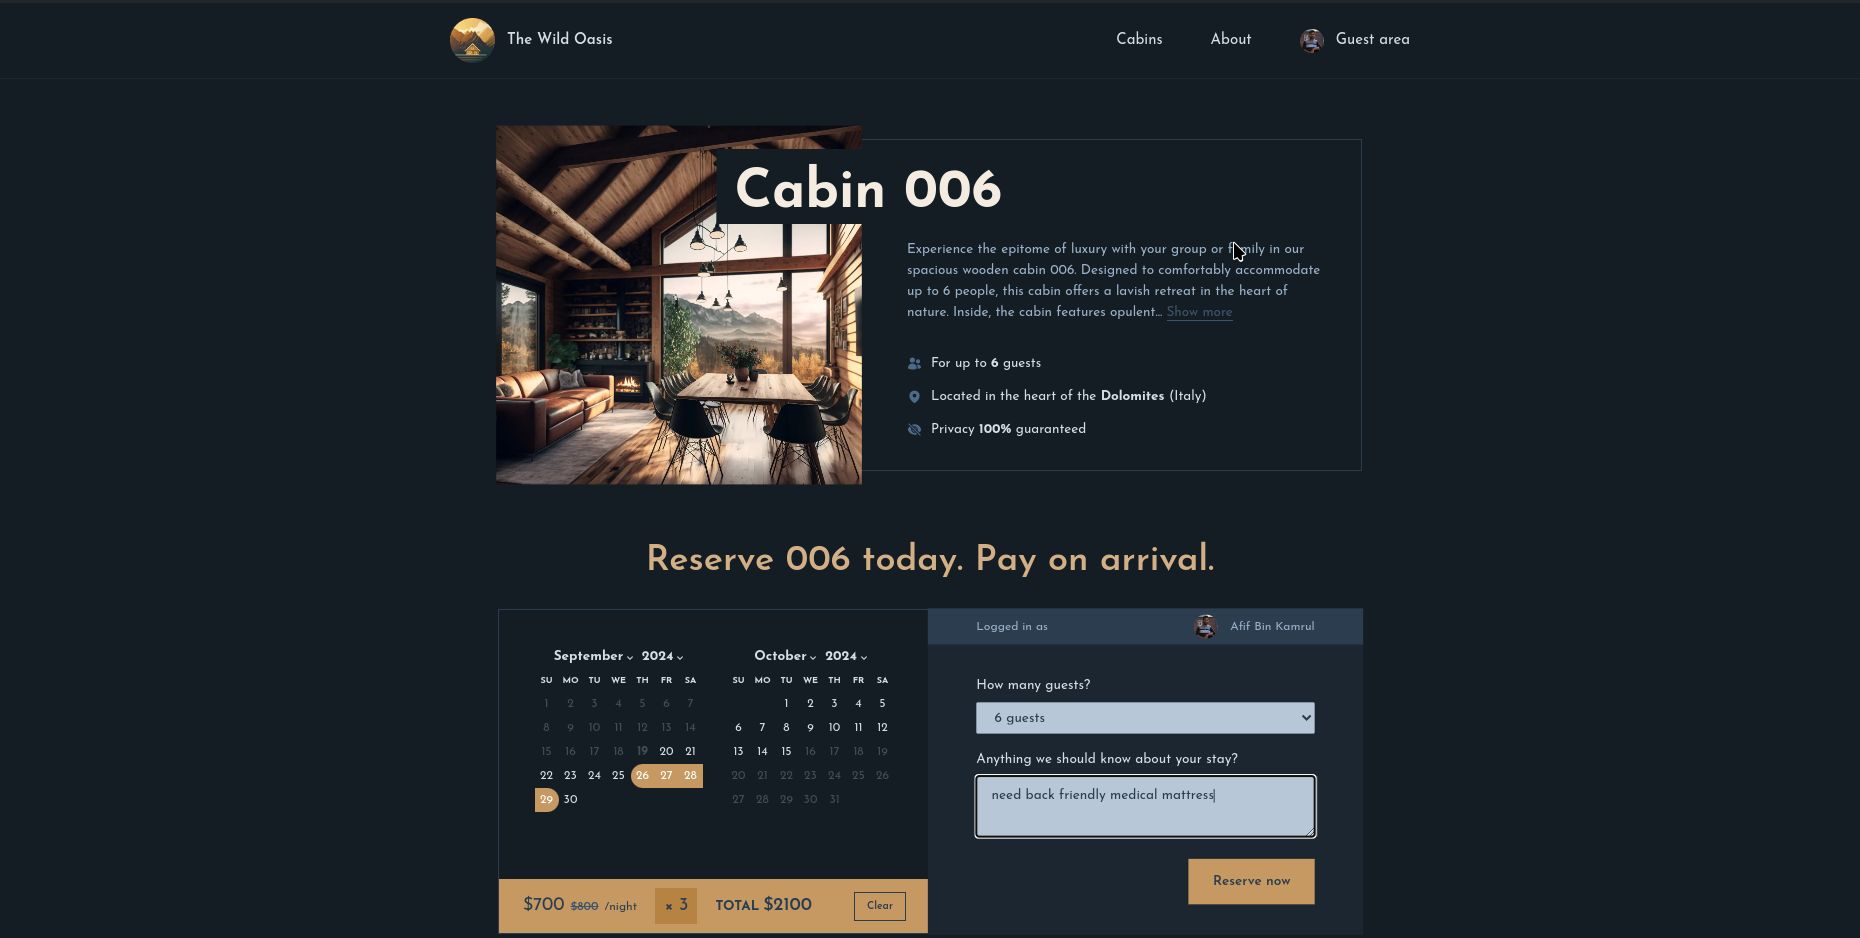 The Wild Oasis
Cabins
About
Guest area
Cabin 006
Experience the epitome of luxury with your group or family in our
spacious wooden cabin 006. Designed to comfortably accommodate
up to 6 people, this cabin offers a lavish retreat in the heart of
nature. Inside, the cabin features opulent... Show more
For up to 6 guests
Located in the heart of the Dolomites (Italy)
Privacy 100% guaranteed
Reserve 006 today. Pay on arrival.
September 2024
SU MO TU WE TH FR SA
1 2 3 4 5 6 7
8 9 10 11 12 13 14
15 16 17 18 19 20 21
22 23 24 25 26 27 28
29 30
October 2024
SU MO TU WE TH FR SA
1 2 3 4 5
6 7 8 9 10 11 12
13 14 15 16 17 18 19
20 21 22 23 24 25 26
27 28 29 30 31
$700 $800 /night × 3 TOTAL $2100 Clear
Logged in as
Afif Bin Kamrul
How many guests?
6 guests
Anything we should know about your stay?
need back friendly medical mattress
Reserve now